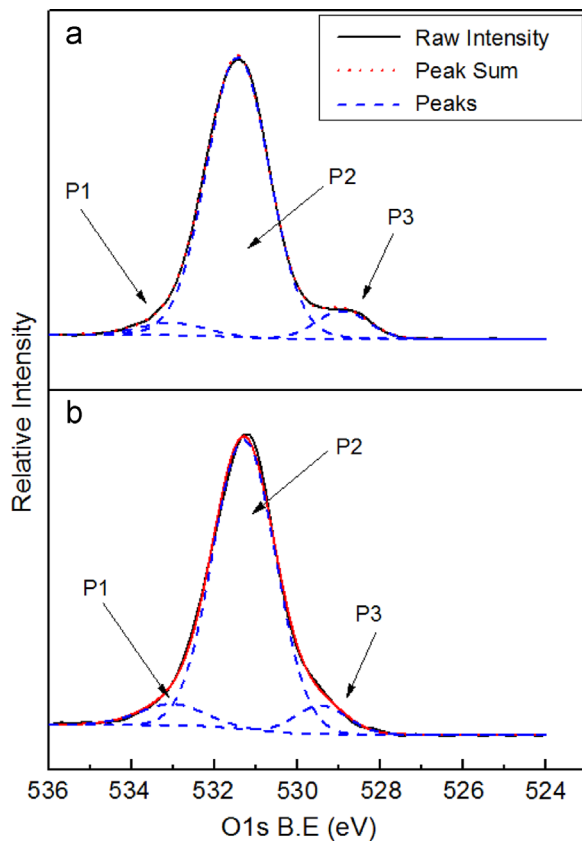 a
Raw Intensity
Peak Sum
Peaks
P1
P2
P3
Relative Intensity
b
P2
P1
P3
536 534 532 530 528 526 524
O1s B.E (eV)